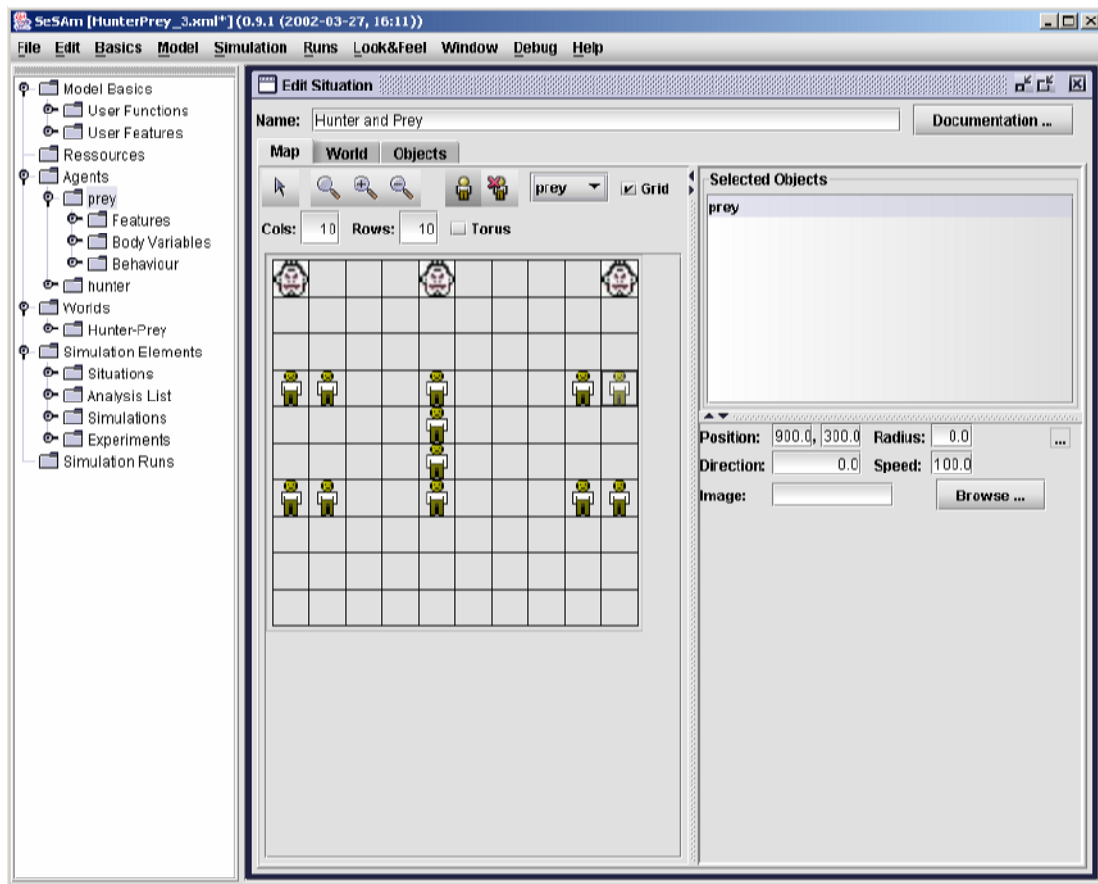 SeSAm [HunterPrey_3.xml*] (0.9.1 (2002-03-27, 16:11))
File Edit Basics Model Simulation Runs Look&Feel Window Debug Help
Model Basics
User Functions
User Features
Ressources
Agents
prey
Features
Body Variables
Behaviour
hunter
Worlds
Hunter-Prey
Simulation Elements
Situations
Analysis List
Simulations
Experiments
Simulation Runs
Edit Situation
Name: Hunter and Prey Documentation ...
Map World Objects
prey Grid
Cols: 10 Rows: 10 Torus
Selected Objects
prey
Position: 900.0, 300.0 Radius: 0.0 ...
Direction: 0.0 Speed: 100.0
Image: Browse ...